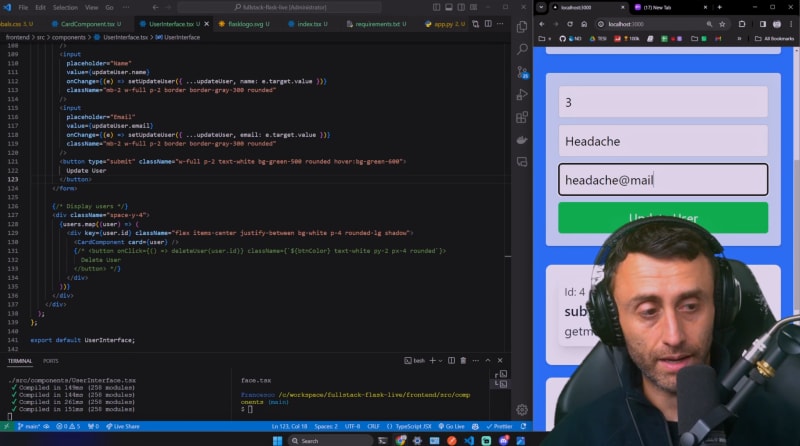 fullstack-flask-live [Administrator]
CardComponent.tsx
UserInterface.tsx
flasklogo.svg
index.tsx
requirements.txt
app.py
frontend > src > components > UserInterface.tsx > UserInterface
108 />
109 <input
110 placeholder="Name"
111 value={updateUser.name}
112 onChange={(e) => setUpdateUser({ ...updateUser, name: e.target.value })}
113 className="mb-2 w-full p-2 border border-gray-300 rounded"
114 />
115 <input
116 placeholder="Email"
117 value={updateUser.email}
118 onChange={(e) => setUpdateUser({ ...updateUser, email: e.target.value })}
119 className="mb-2 w-full p-2 border border-gray-300 rounded"
120 />
121 <button type="submit" className="w-full p-2 text-white bg-green-500 rounded hover:bg-green-600">
122 Update User
123 </button>
124 </form>
125
126 {/* Display users */}
127 <div className="space-y-4">
128 {users.map((user) => (
129 <div key={user.id} className="flex items-center justify-between bg-white p-4 rounded-lg shadow">
130 <CardComponent card={user} />
131 {/* <button onClick={() => deleteUser(user.id)} className={`${btnColor} text-white py-2 px-4 rounded`}>
132 Delete User
133 </button> */}
134 </div>
135 ))}
136 </div>
137 </div>
138 );
139 };
140
141 export default UserInterface;
142
TERMINAL
PORTS
bash
./src/components/UserInterface.tsx
✓ Compiled in 149ms (258 modules)
✓ Compiled in 144ms (258 modules)
✓ Compiled in 261ms (258 modules)
✓ Compiled in 151ms (258 modules)
face.tsx
Francesco /c/workspace/fullstack-flask-live/frontend/src/comp
onents (main)
$
main*
0 5
0
Live Share
Ln 123, Col 18
Spaces: 2
UTF-8
CRLF
TypeScript JSX
Go Live
Prettier
Search
localhost:3000
New Tab
localhost:3000
All Bookmarks
3
Headache
headache@mail
Update User
Id: 4
sub
getm